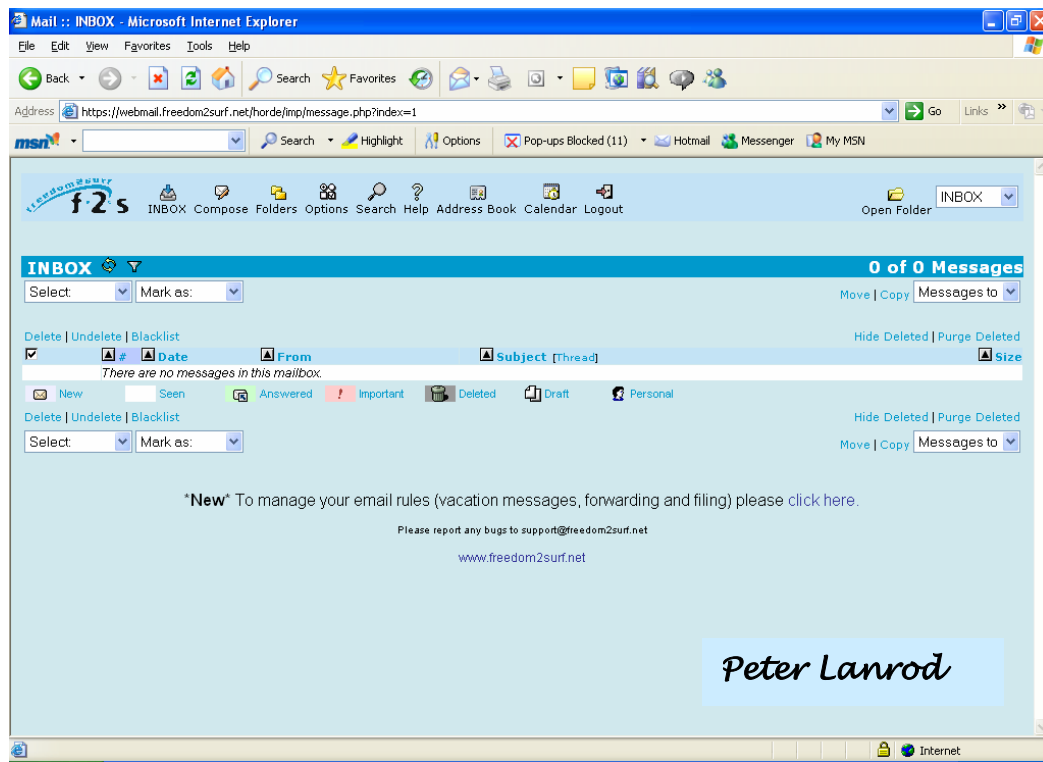 Mail :: INBOX - Microsoft Internet Explorer
File Edit View Favorites Tools Help
Back Search Favorites
Address https://webmail.freedom2surf.net/horde/imp/message.php?index=1 Go Links »
msn Search Highlight Options Pop-ups Blocked (11) Hotmail Messenger My MSN
freedom2surf
f·2·s INBOX Compose Folders Options Search Help Address Book Calendar Logout Open Folder INBOX
INBOX 0 of 0 Messages
Select: Mark as: Move | Copy Messages to
Delete | Undelete | Blacklist Hide Deleted | Purge Deleted
# Date From Subject [Thread] Size
There are no messages in this mailbox.
New Seen Answered ! Important Deleted Draft Personal
Delete | Undelete | Blacklist Hide Deleted | Purge Deleted
Select: Mark as: Move | Copy Messages to
*New* To manage your email rules (vacation messages, forwarding and filing) please click here.
Please report any bugs to support@freedom2surf.net
www.freedom2surf.net
Peter Lanrod
Internet